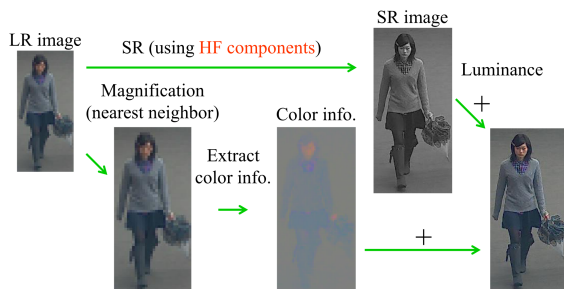 SR image
LR image
SR (using HF components)
Luminance
Magnification
(nearest neighbor)
+
Color info.
Extract
color info.
+